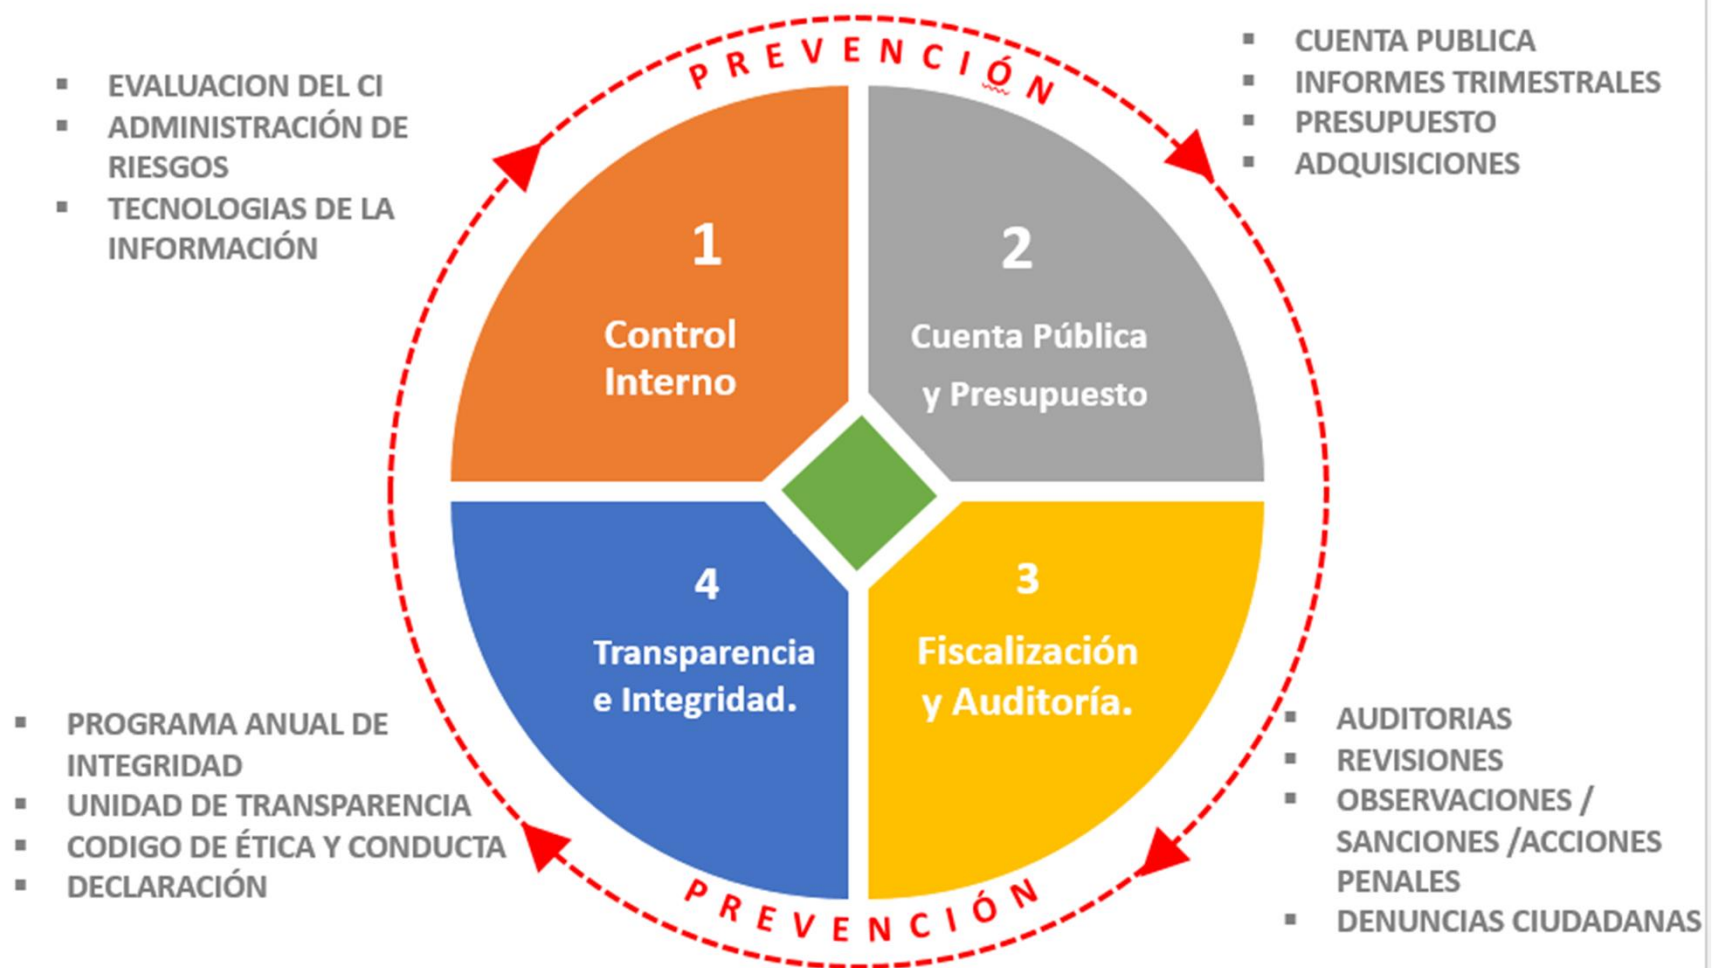 PREVENCIÓN
▪ EVALUACION DEL CI
▪ ADMINISTRACIÓN DE
RIESGOS
▪ TECNOLOGIAS DE LA
INFORMACIÓN
▪ CUENTA PUBLICA
▪ INFORMES TRIMESTRALES
▪ PRESUPUESTO
▪ ADQUISICIONES
1
Control
Interno
2
Cuenta Pública
y Presupuesto
4
Transparencia
e Integridad.
3
Fiscalización
y Auditoría.
▪ PROGRAMA ANUAL DE
INTEGRIDAD
▪ UNIDAD DE TRANSPARENCIA
▪ CODIGO DE ÉTICA Y CONDUCTA
▪ DECLARACIÓN
▪ AUDITORIAS
▪ REVISIONES
▪ OBSERVACIONES /
SANCIONES /ACCIONES
PENALES
▪ DENUNCIAS CIUDADANAS
PREVENCIÓN